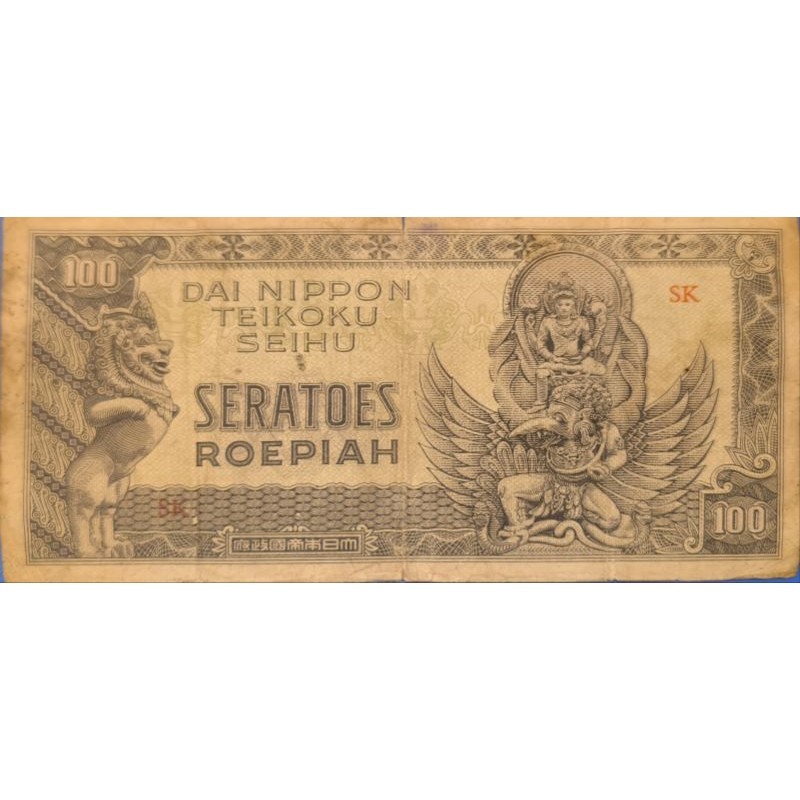 100
DAI NIPPON
TEIKOKU
SEIHU
SK
SERATOES
ROEPIAH
SK
100
府政國帝本日大